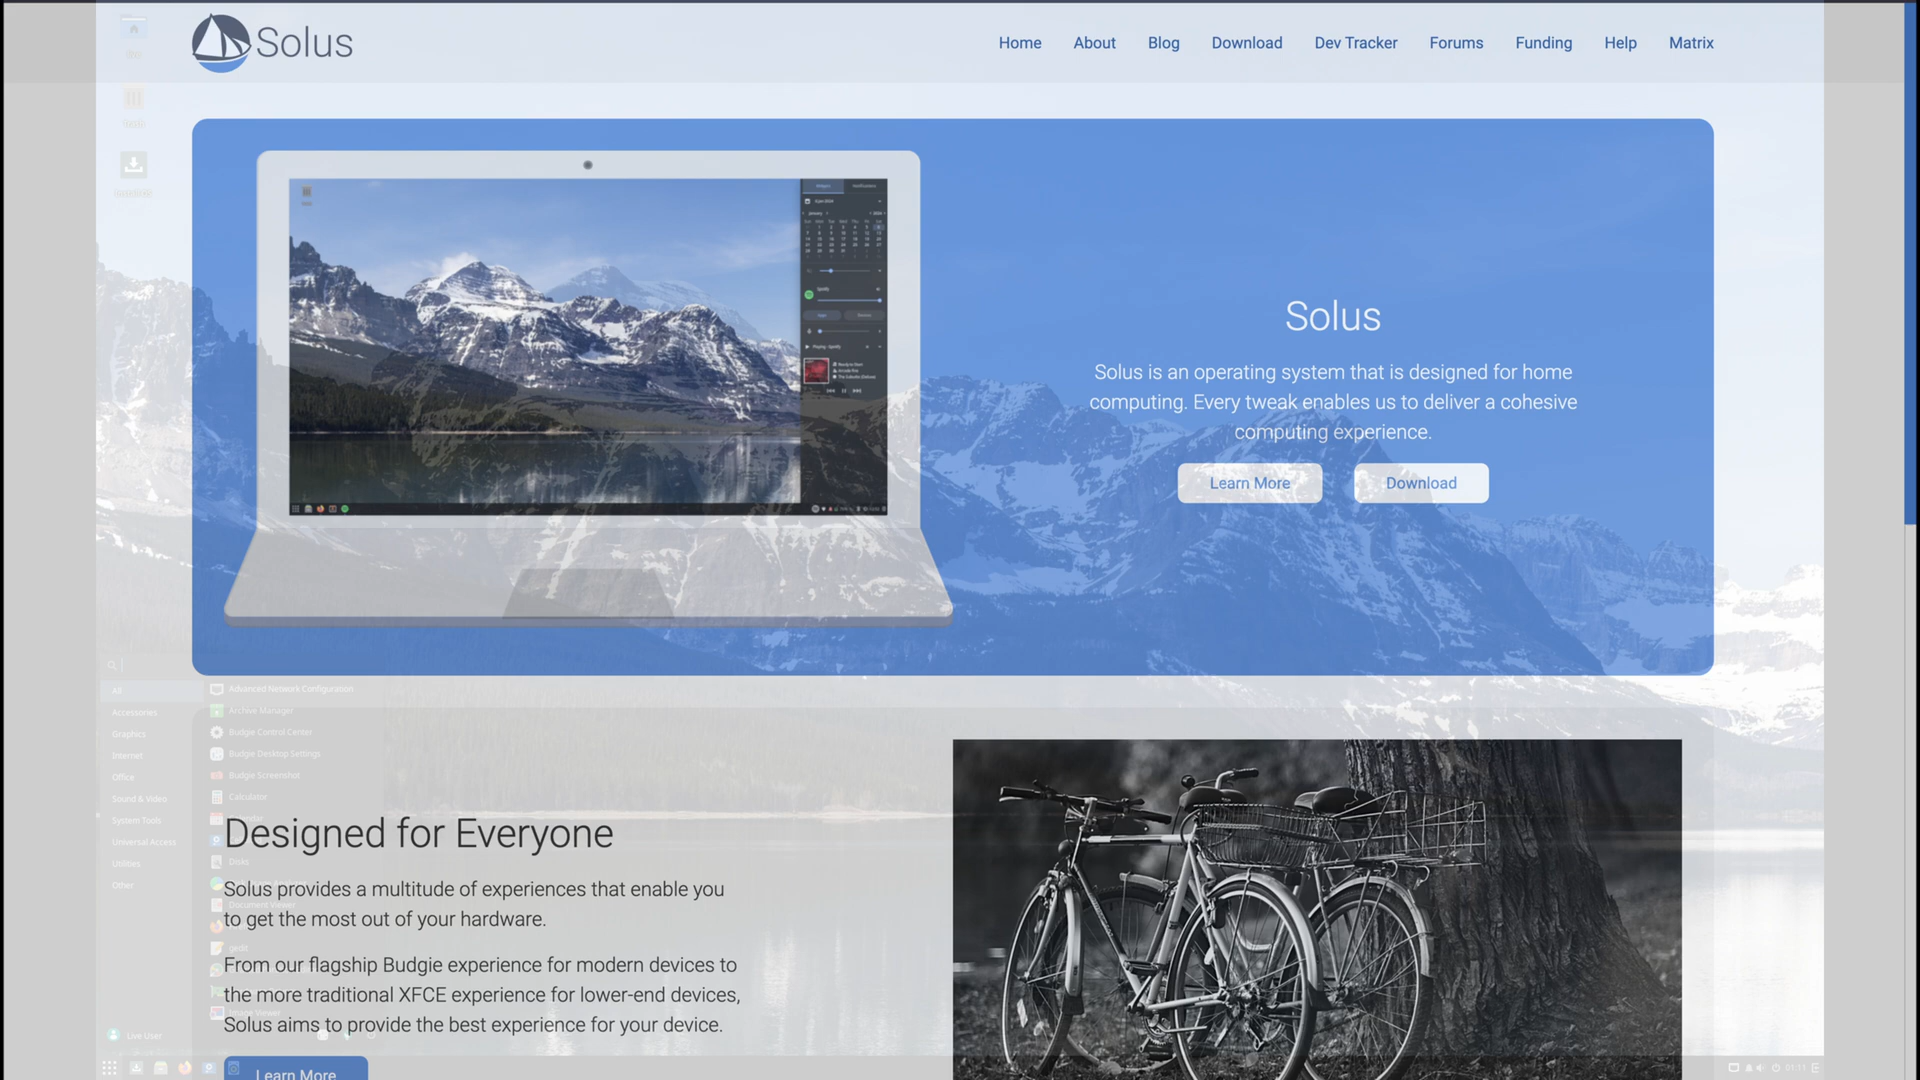 Solus
Home About Blog Download Dev Tracker Forums Funding Help Matrix
Solus
Solus is an operating system that is designed for home
computing. Every tweak enables us to deliver a cohesive
computing experience.
Learn More Download
All
Advanced Network Configuration
Accessories
Archive Manager
Graphics
Budgie Control Center
Internet
Budgie Desktop Settings
Office
Budgie Screenshot
Sound & Video
Calculator
System Tools
Universal Access
Utilities
Disks
Other
Document Viewer
gedit
Image Viewer
Live User
01:11
Designed for Everyone
Solus provides a multitude of experiences that enable you
to get the most out of your hardware.
From our flagship Budgie experience for modern devices to
the more traditional XFCE experience for lower-end devices,
Solus aims to provide the best experience for your device.
Learn More